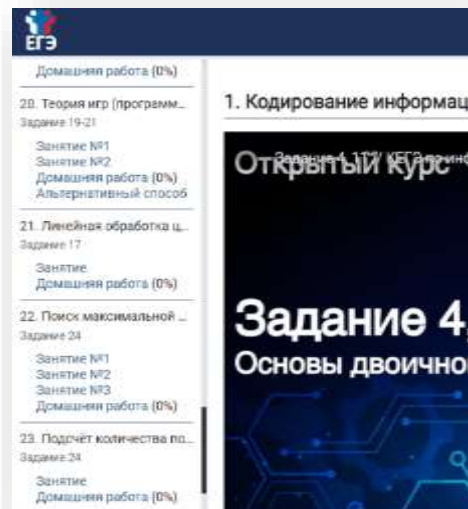 ЕГЭ
Домашняя работа (0%)
20. Теория игр (программ...
Задание 19-21
Занятие №1
Занятие №2
Домашняя работа (0%)
Альтернативный способ
21. Линейная обработка ц...
Задание 17
Занятие
Домашняя работа (0%)
22. Поиск максимальной ...
Задание 24
Занятие №1
Занятие №2
Занятие №3
Домашняя работа (0%)
23. Подсчёт количества по...
Задание 24
Занятие
Домашняя работа (0%)
1. Кодирование информац
Открытый курс
Задание 4,
Основы двоично